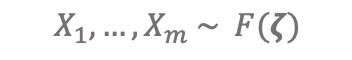 X₁, …, Xₘ ~ F(ζ)